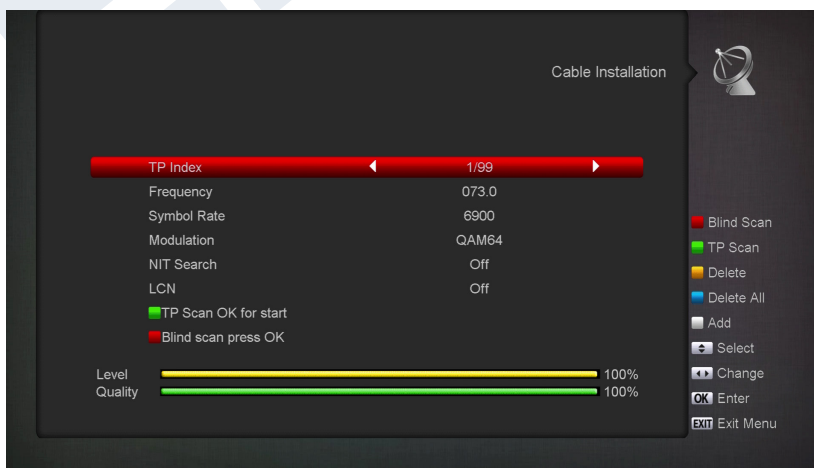 Cable Installation
TP Index 1/99
Frequency 073.0
Symbol Rate 6900
Modulation QAM64
NIT Search Off
LCN Off
TP Scan OK for start
Blind scan press OK
Level 100%
Quality 100%
Blind Scan
TP Scan
Delete
Delete All
Add
Select
Change
OK Enter
EXIT Exit Menu